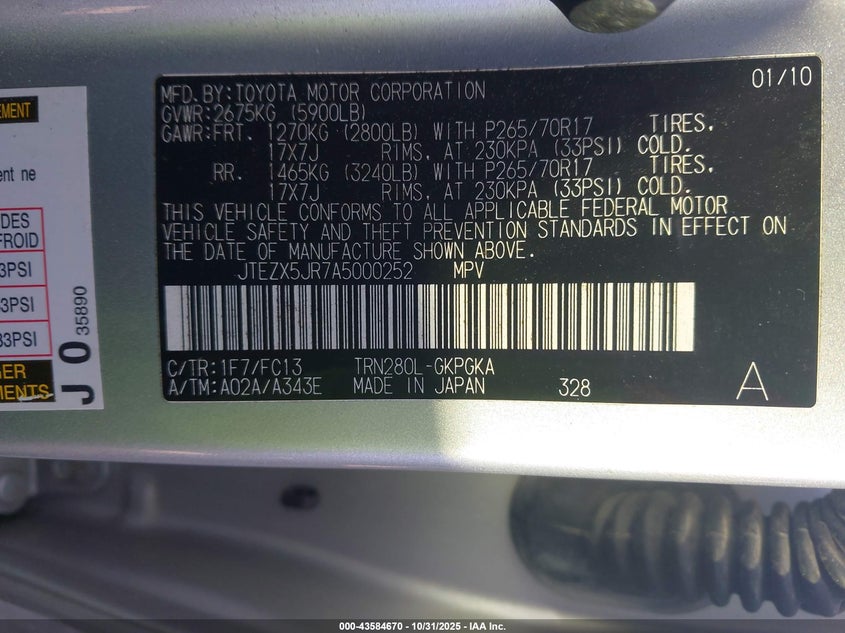 EMENT
ent ne
DES
FROID
3PSI
3PSI
33PSI
ER
EMENTS
J O 35890
MFD. BY: TOYOTA MOTOR CORPORATION 01/10
GVWR: 2675KG (5900LB)
GAWR: FRT. 1270KG (2800LB) WITH P265/70R17 TIRES,
17X7J RIMS, AT 230KPA (33PSI) COLD.
RR. 1465KG (3240LB) WITH P265/70R17 TIRES,
17X7J RIMS, AT 230KPA (33PSI) COLD.
THIS VEHICLE CONFORMS TO ALL APPLICABLE FEDERAL MOTOR
VEHICLE SAFETY AND THEFT PREVENTION STANDARDS IN EFFECT ON
THE DATE OF MANUFACTURE SHOWN ABOVE.
JTEZX5JR7A5000252 MPV
C/TR: 1F7/FC13 TRN280L-GKPGKA
A/TM: A02A/A343E MADE IN JAPAN 328 A
000-43584670 - 10/31/2025 - IAA Inc.